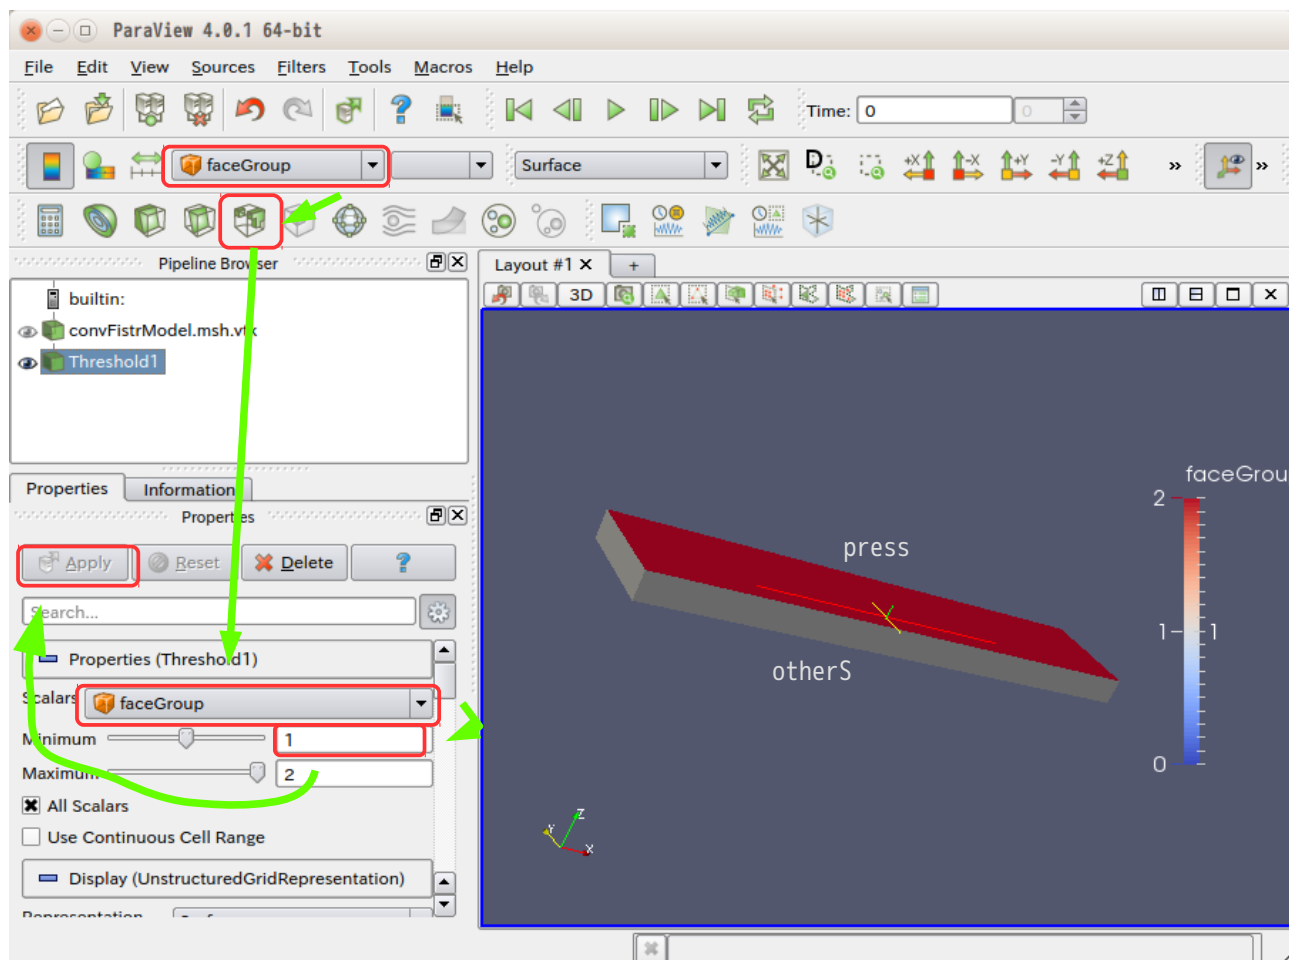 ParaView 4.0.1 64-bit
File Edit View Sources Filters Tools Macros Help
? Time: 0 0
faceGroup Surface D +X -X +Y -Y +Z »  »
Pipeline Browser
Layout #1 X +
builtin:
3D
convFistrModel.msh.vtk
Threshold1
Properties Information
Properties
Apply Reset Delete ?
Search...
Properties (Threshold1)
Scalars faceGroup
Minimum 1
Maximum 2
All Scalars
Use Continuous Cell Range
Display (UnstructuredGridRepresentation)
faceGrou
2
press
1 1
otherS
0
Z
Y
X